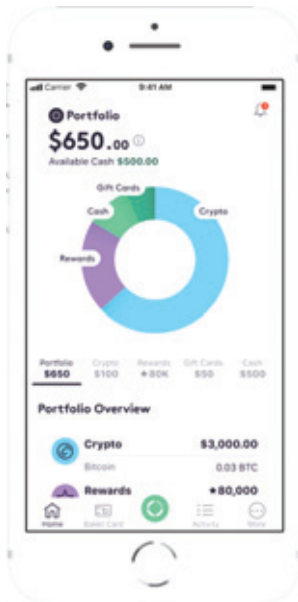 Carrier 9:41 AM
Portfolio
$650.00
Available Cash $500.00
Gift Cards
Cash
Crypto
Rewards
Portfolio Crypto Rewards Gift Cards Cash
$650 $100 80K $50 $500
Portfolio Overview
Crypto $3,000.00
Bitcoin 0.03 BTC
Rewards 80,000
Home Bakkt Card Activity More